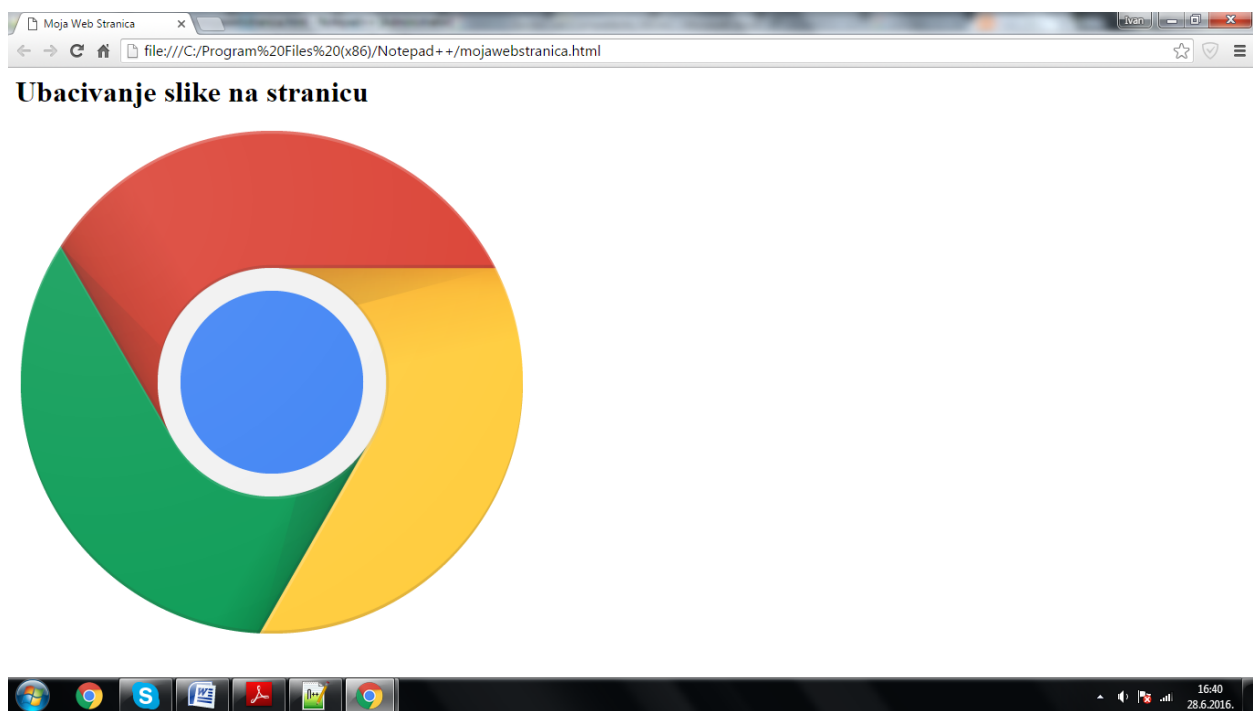 Moja Web Stranica
Ivan
file:///C:/Program%20Files%20(x86)/Notepad++/mojawebstranica.html
Ubacivanje slike na stranicu
16:40
28.6.2016.